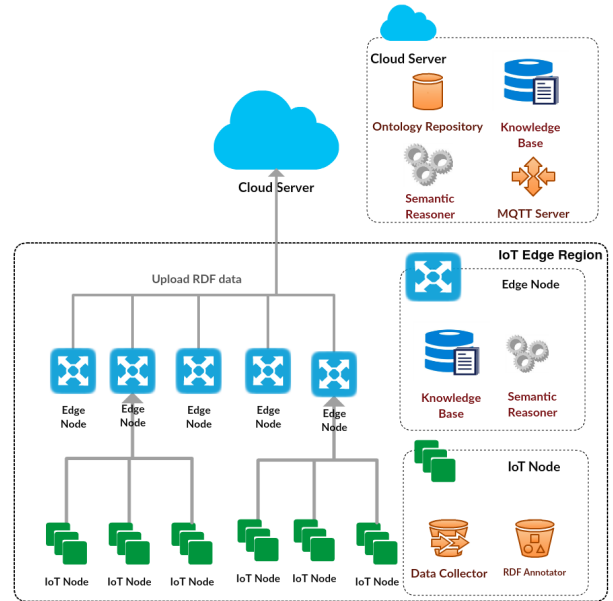 Cloud Server
Ontology Repository
Knowledge
Base
Semantic
Reasoner
MQTT Server
Cloud Server
IoT Edge Region
Upload RDF data
Edge Node
Edge
Node
Edge
Node
Edge
Node
Edge
Node
Edge
Node
Knowledge
Base
Semantic
Reasoner
IoT Node
IoT Node
IoT Node
IoT Node
IoT Node
IoT Node
IoT Node
Data Collector
RDF Annotator